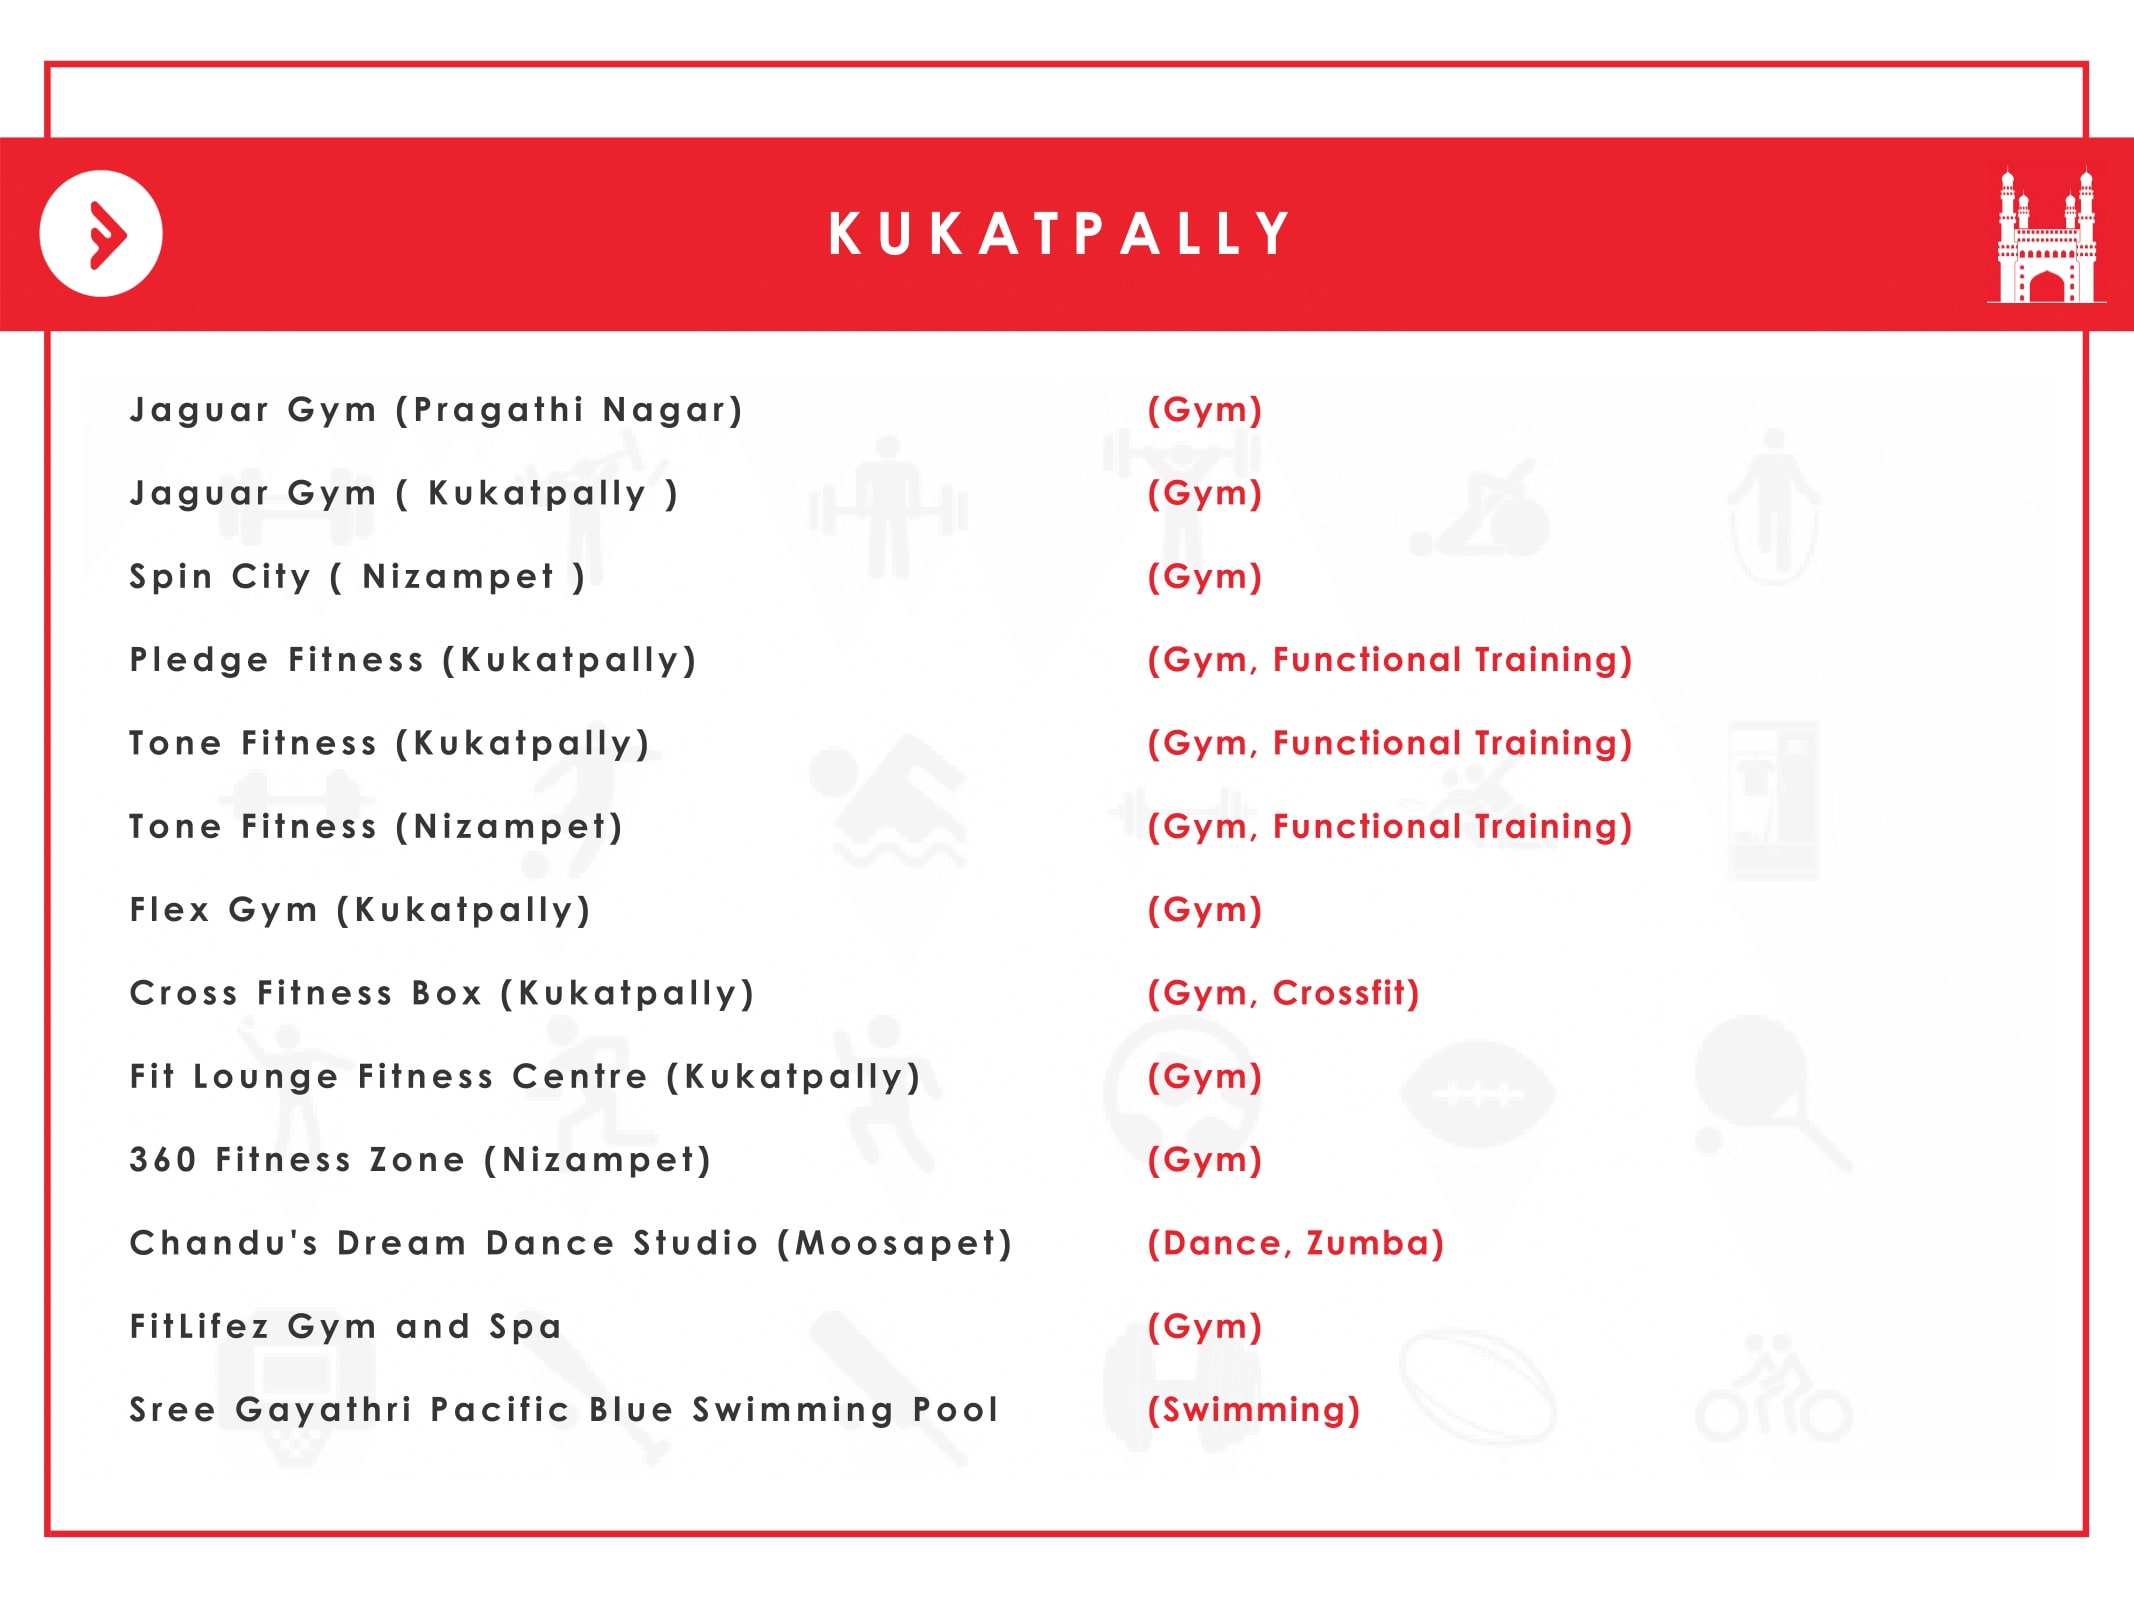 KUKATPALLY
Jaguar Gym (Pragathi Nagar) (Gym)
Jaguar Gym ( Kukatpally ) (Gym)
Spin City ( Nizampet ) (Gym)
Pledge Fitness (Kukatpally) (Gym, Functional Training)
Tone Fitness (Kukatpally) (Gym, Functional Training)
Tone Fitness (Nizampet) (Gym, Functional Training)
Flex Gym (Kukatpally) (Gym)
Cross Fitness Box (Kukatpally) (Gym, Crossfit)
Fit Lounge Fitness Centre (Kukatpally) (Gym)
360 Fitness Zone (Nizampet) (Gym)
Chandu's Dream Dance Studio (Moosapet) (Dance, Zumba)
FitLifez Gym and Spa (Gym)
Sree Gayathri Pacific Blue Swimming Pool (Swimming)